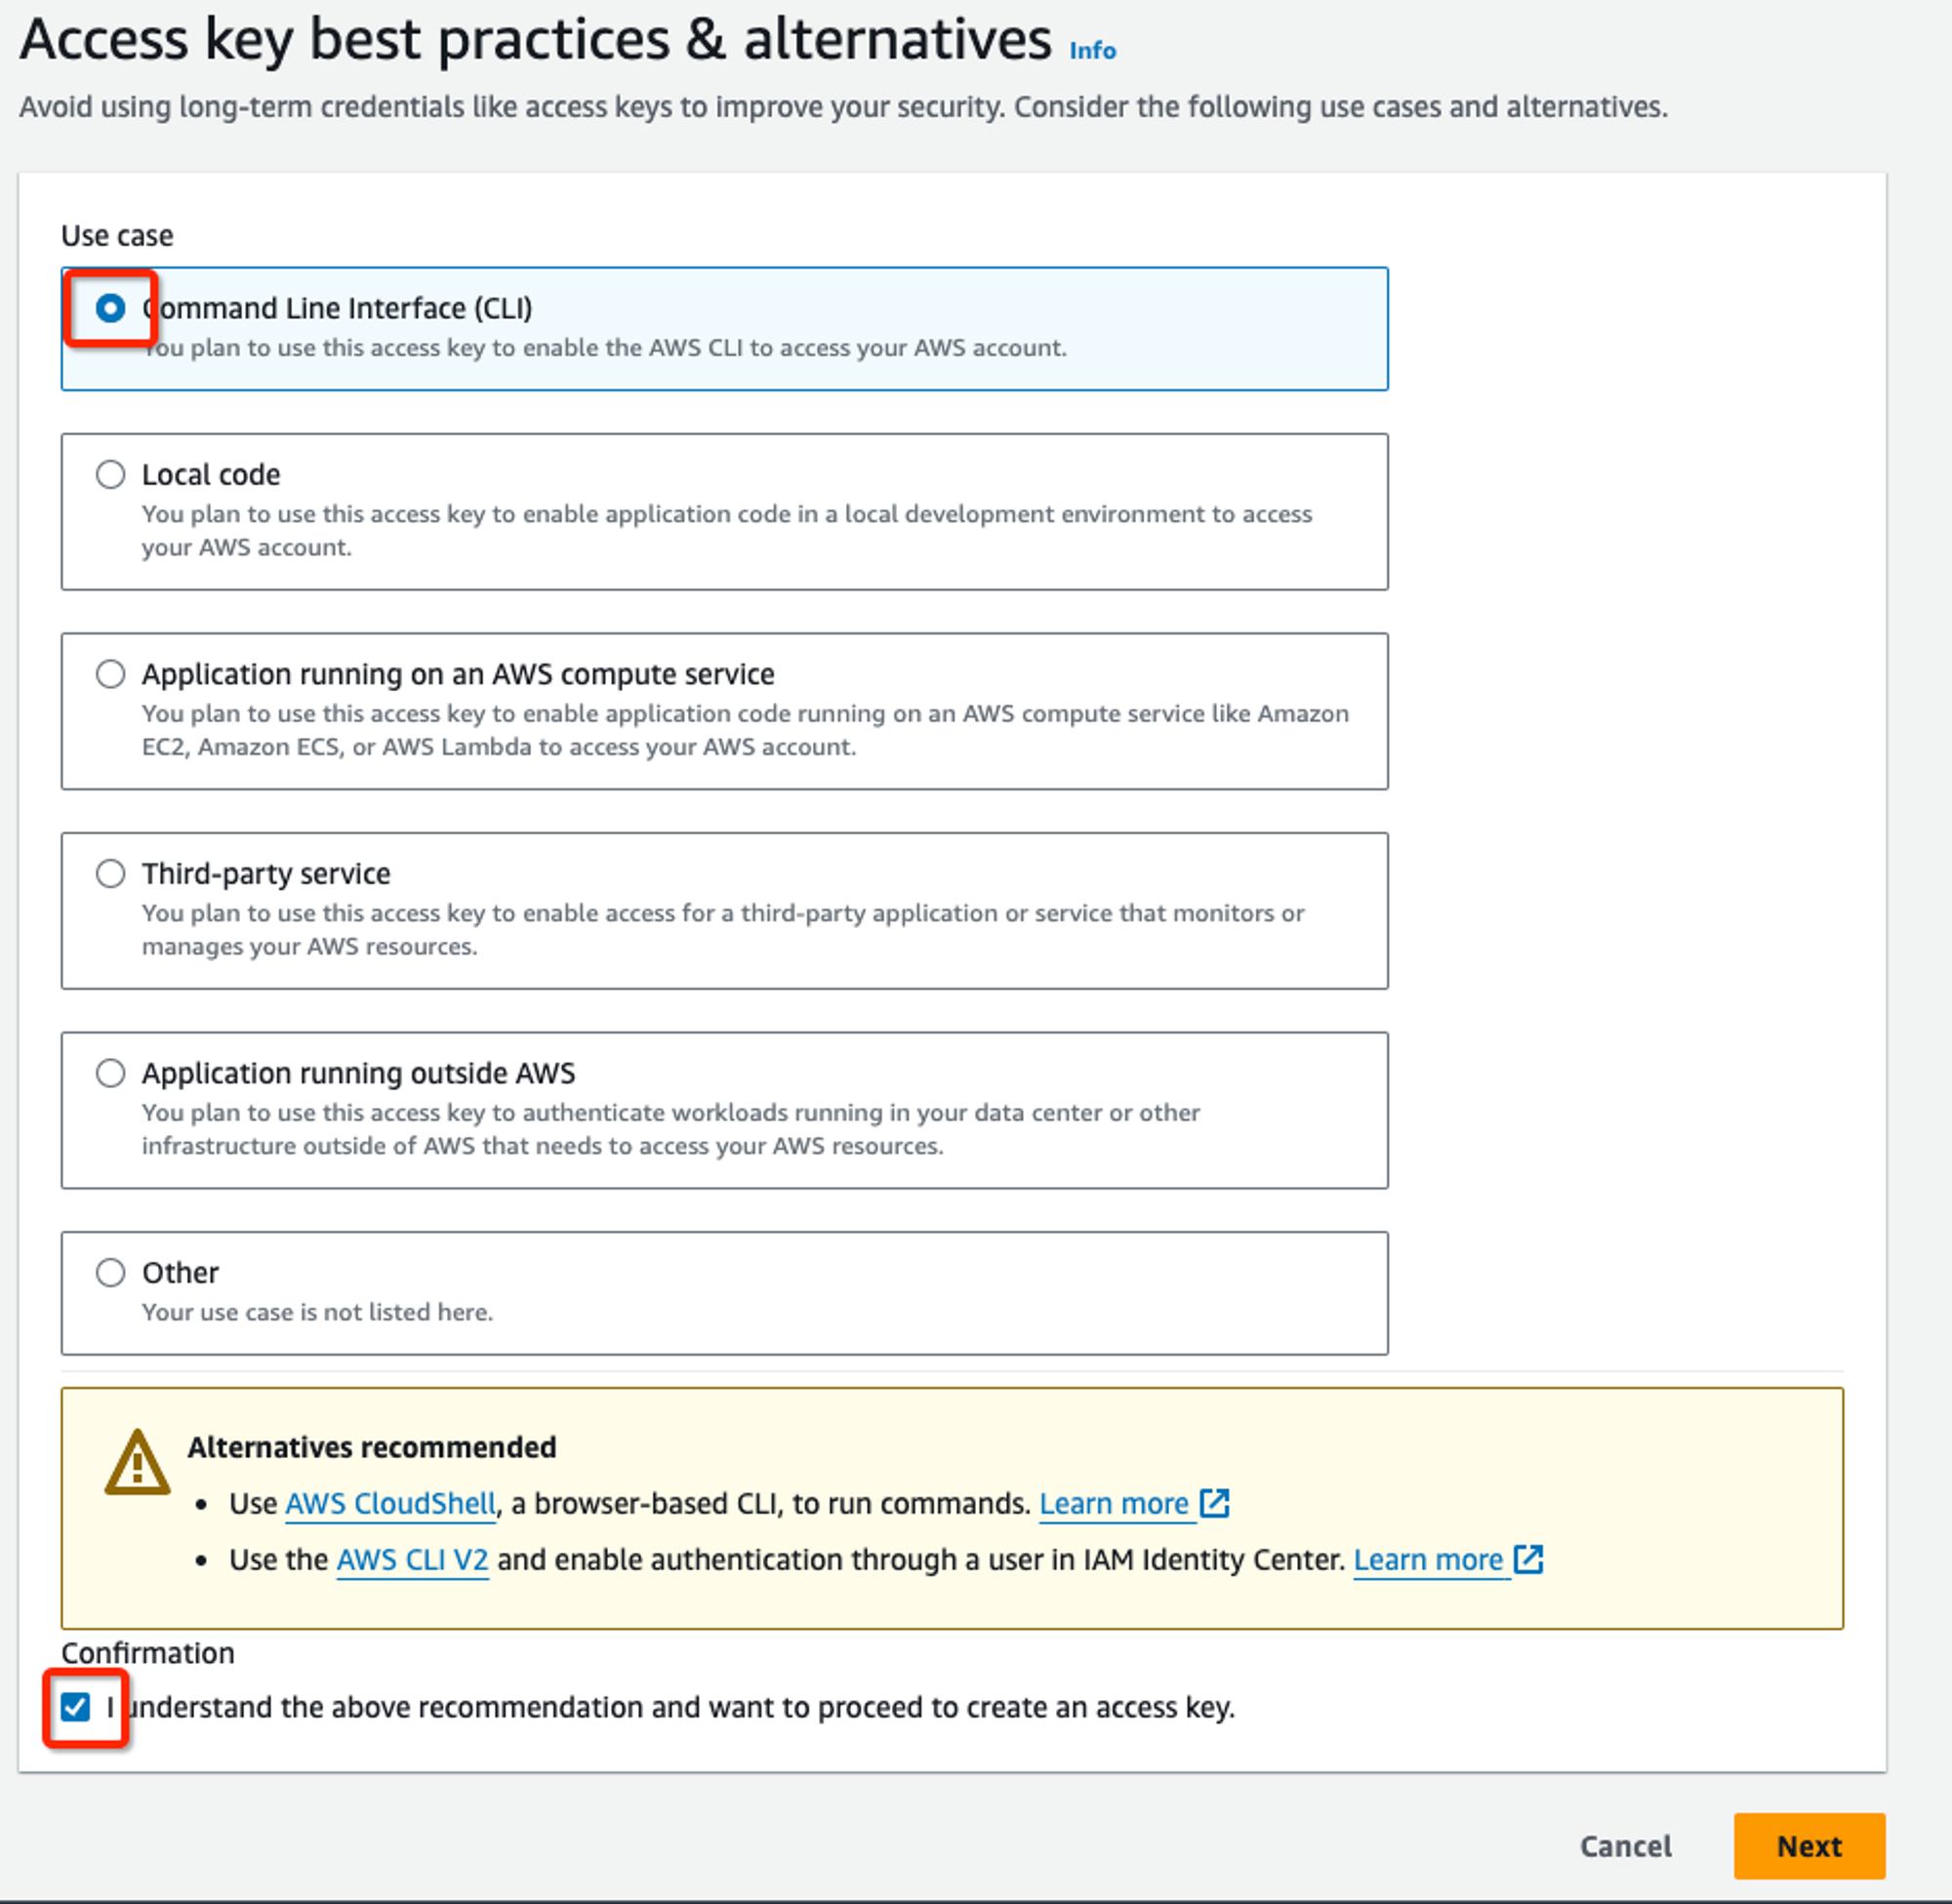 Access key best practices & alternatives Info
Avoid using long-term credentials like access keys to improve your security. Consider the following use cases and alternatives.
Use case
Command Line Interface (CLI)
You plan to use this access key to enable the AWS CLI to access your AWS account.
Local code
You plan to use this access key to enable application code in a local development environment to access
your AWS account.
Application running on an AWS compute service
You plan to use this access key to enable application code running on an AWS compute service like Amazon
EC2, Amazon ECS, or AWS Lambda to access your AWS account.
Third-party service
You plan to use this access key to enable access for a third-party application or service that monitors or
manages your AWS resources.
Application running outside AWS
You plan to use this access key to authenticate workloads running in your data center or other
infrastructure outside of AWS that needs to access your AWS resources.
Other
Your use case is not listed here.
Alternatives recommended
• Use AWS CloudShell, a browser-based CLI, to run commands. Learn more
• Use the AWS CLI V2 and enable authentication through a user in IAM Identity Center. Learn more
Confirmation
I understand the above recommendation and want to proceed to create an access key.
Cancel Next